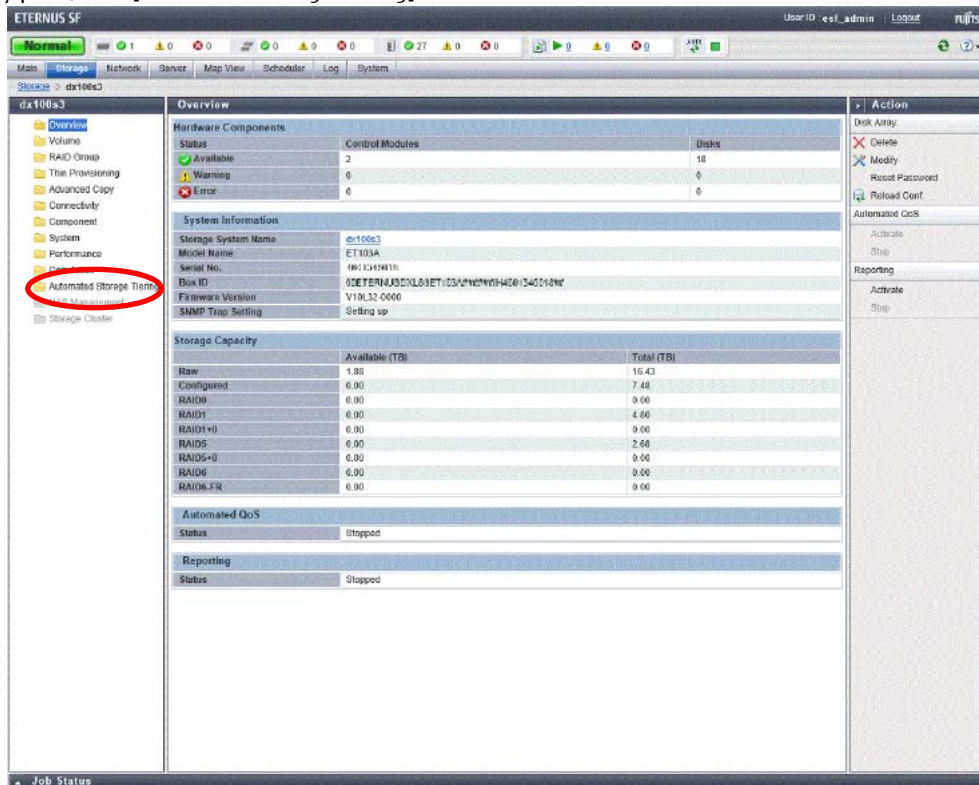 ETERNUS SF User ID : esf_admin Logout
Normal 1 0 0 0 0 0 27 0 0 0 0 0
Main Storage Network Server Map View Scheduler Log System
Storage > dx100s3
dx100s3 Overview Action
Overview
Volume
RAID Group
Thin Provisioning
Advanced Copy
Connectivity
Component
System
Performance
Automated Storage Tiering
Storage Cluster
Hardware Components
Status Control Modules Disks
Available 2 18
Warning 0 0
Error 0 0
System Information
Storage System Name dx100s3
Model Name ET103A
Serial No.
Box ID
Firmware Version V10L32-0000
SNMP Trap Setting Setting up
Storage Capacity
Available (TB) Total (TB)
Raw 1.88 16.43
Configured 0.00 7.48
RAID0 0.00 0.00
RAID1 0.00 4.80
RAID1+0 0.00 0.00
RAID5 0.00 2.68
RAID5+0 0.00 0.00
RAID6 0.00 0.00
RAID6-FR 0.00 0.00
Automated QoS
Status Stopped
Reporting
Status Stopped
Disk Array
Delete
Modify
Reset Password
Reload Conf.
Automated QoS
Activate
Stop
Reporting
Activate
Stop
Job Status